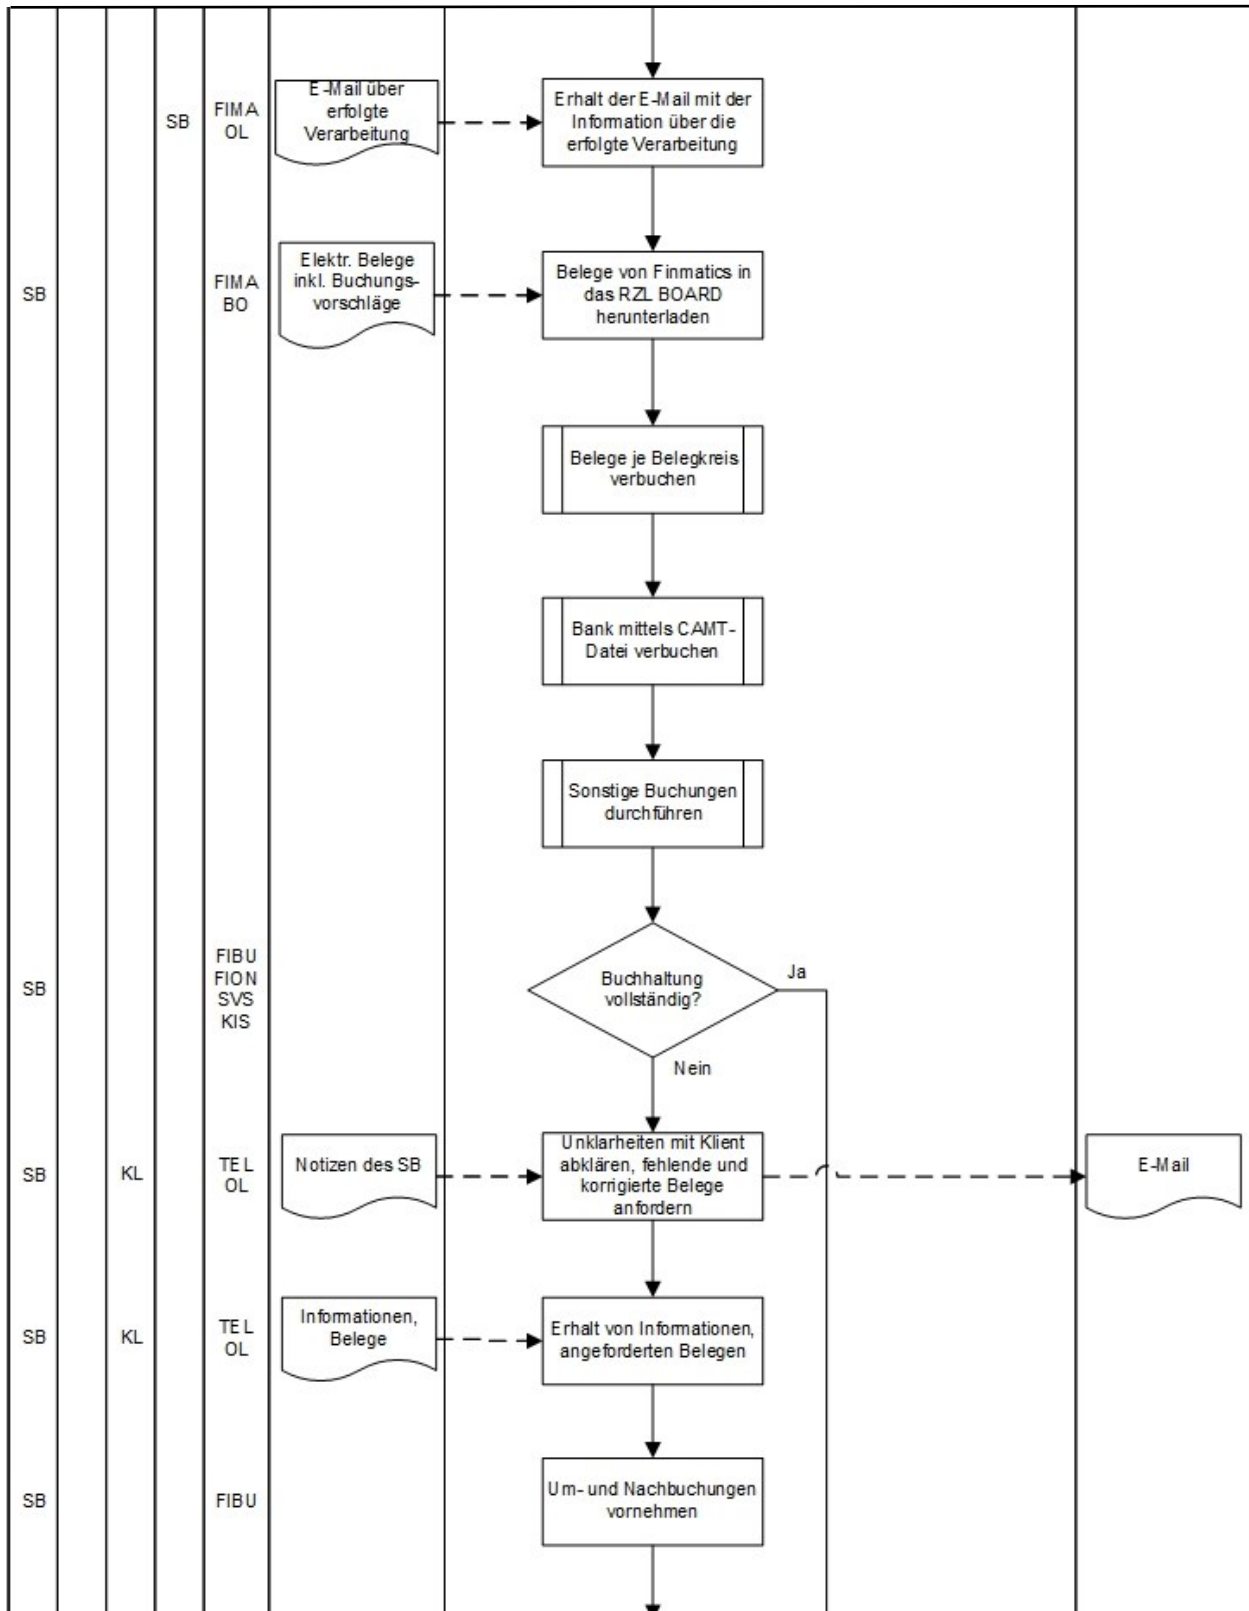 SB
FIMA
OL
E-Mail über
erfolgte
Verarbeitung
Erhalt der E-Mail mit der
Information über die
erfolgte Verarbeitung
SB
FIMA
BO
Elektr. Belege
inkl. Buchungs-
vorschläge
Belege von Finmatics in
das RZL BOARD
herunterladen
Belege je Belegkreis
verbuchen
Bank mittels CAMT-
Datei verbuchen
Sonstige Buchungen
durchführen
SB
FIBU
FION
SVS
KIS
Buchhaltung
vollständig?
Ja
Nein
SB
KL
TEL
OL
Notizen des SB
Unklarheiten mit Klient
abklären, fehlende und
korrigierte Belege
anfordern
E-Mail
SB
KL
TEL
OL
Informationen,
Belege
Erhalt von Informationen,
angeforderten Belegen
SB
FIBU
Um- und Nachbuchungen
vornehmen